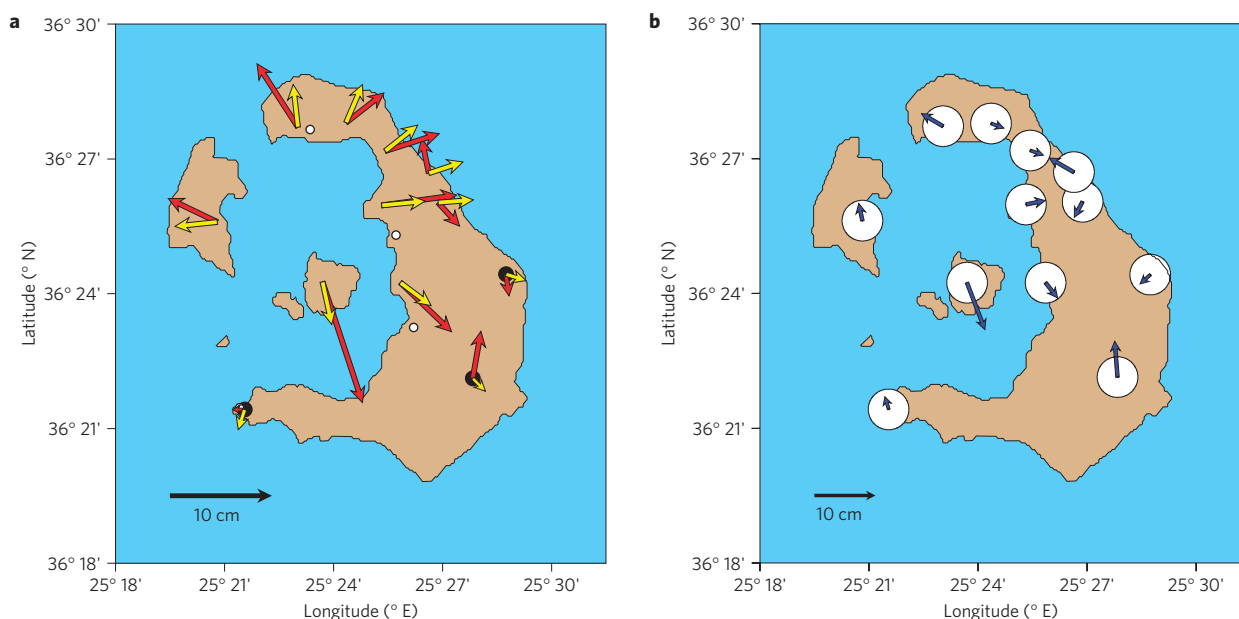 a
36° 30'
36° 27'
36° 24'
36° 21'
36° 18'
Latitude (° N)
10 cm
25° 18'
25° 21'
25° 24'
25° 27'
25° 30'
Longitude (° E)
b
36° 30'
36° 27'
36° 24'
36° 21'
36° 18'
Latitude (° N)
10 cm
25° 18'
25° 21'
25° 24'
25° 27'
25° 30'
Longitude (° E)